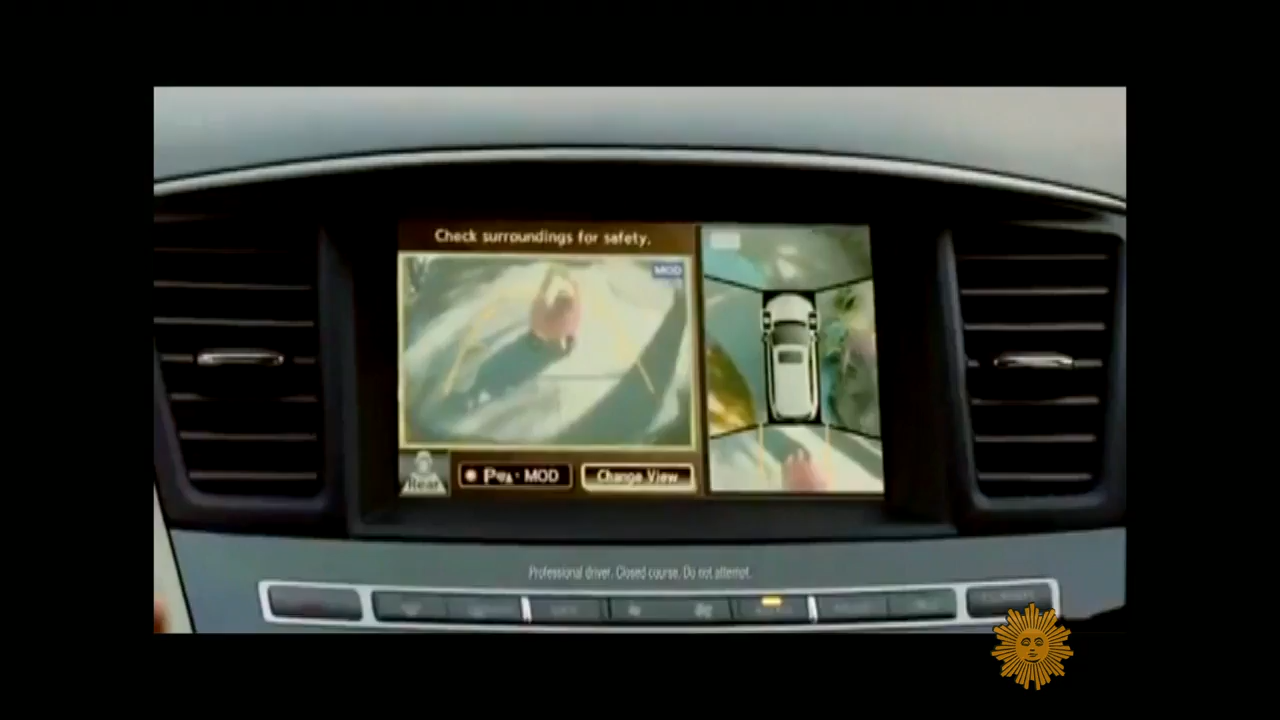 Check surroundings for safety.
MOD
Rear
MOD
Change View
Professional driver. Closed course. Do not attempt.